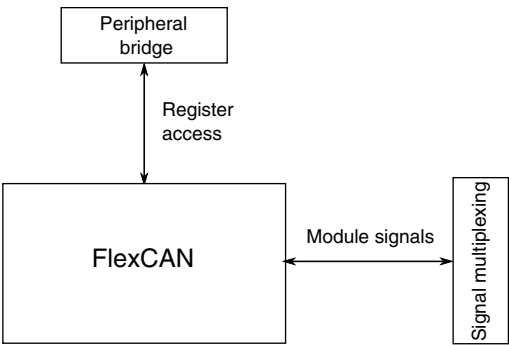 Peripheral
bridge
Register
access
Module signals
FlexCAN
Signal multiplexing